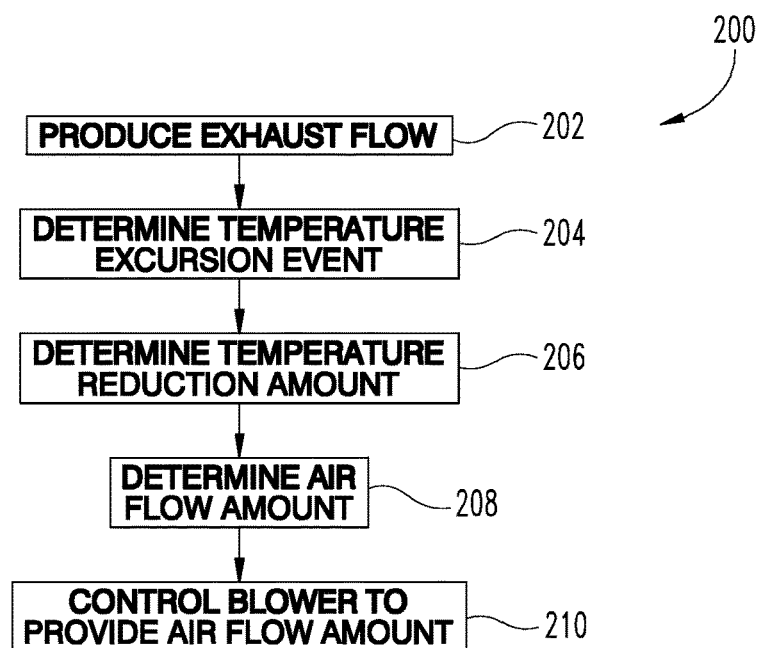 200
PRODUCE EXHAUST FLOW
202
DETERMINE TEMPERATURE
EXCURSION EVENT
204
DETERMINE TEMPERATURE
REDUCTION AMOUNT
206
DETERMINE AIR
FLOW AMOUNT
208
CONTROL BLOWER TO
PROVIDE AIR FLOW AMOUNT
210